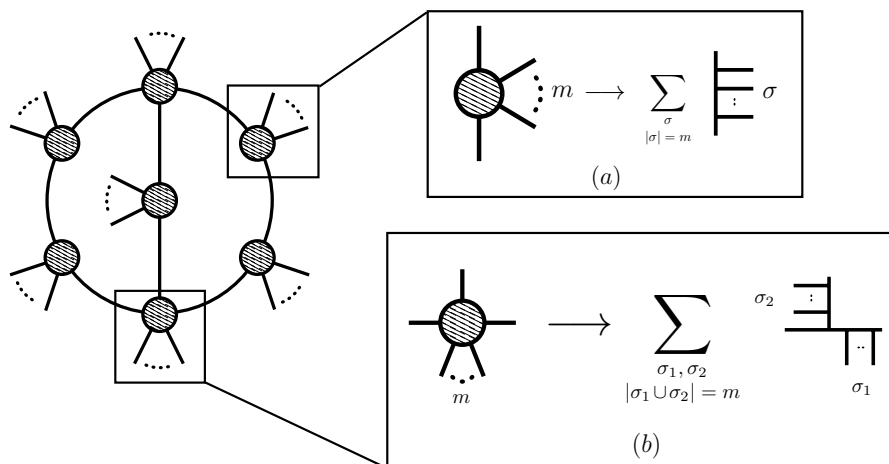 m ⟶ ∑ σ
σ
|σ| = m
(a)
σ₂
⟶ ∑
σ₁, σ₂
|σ₁ ∪ σ₂| = m
m
σ₁
(b)